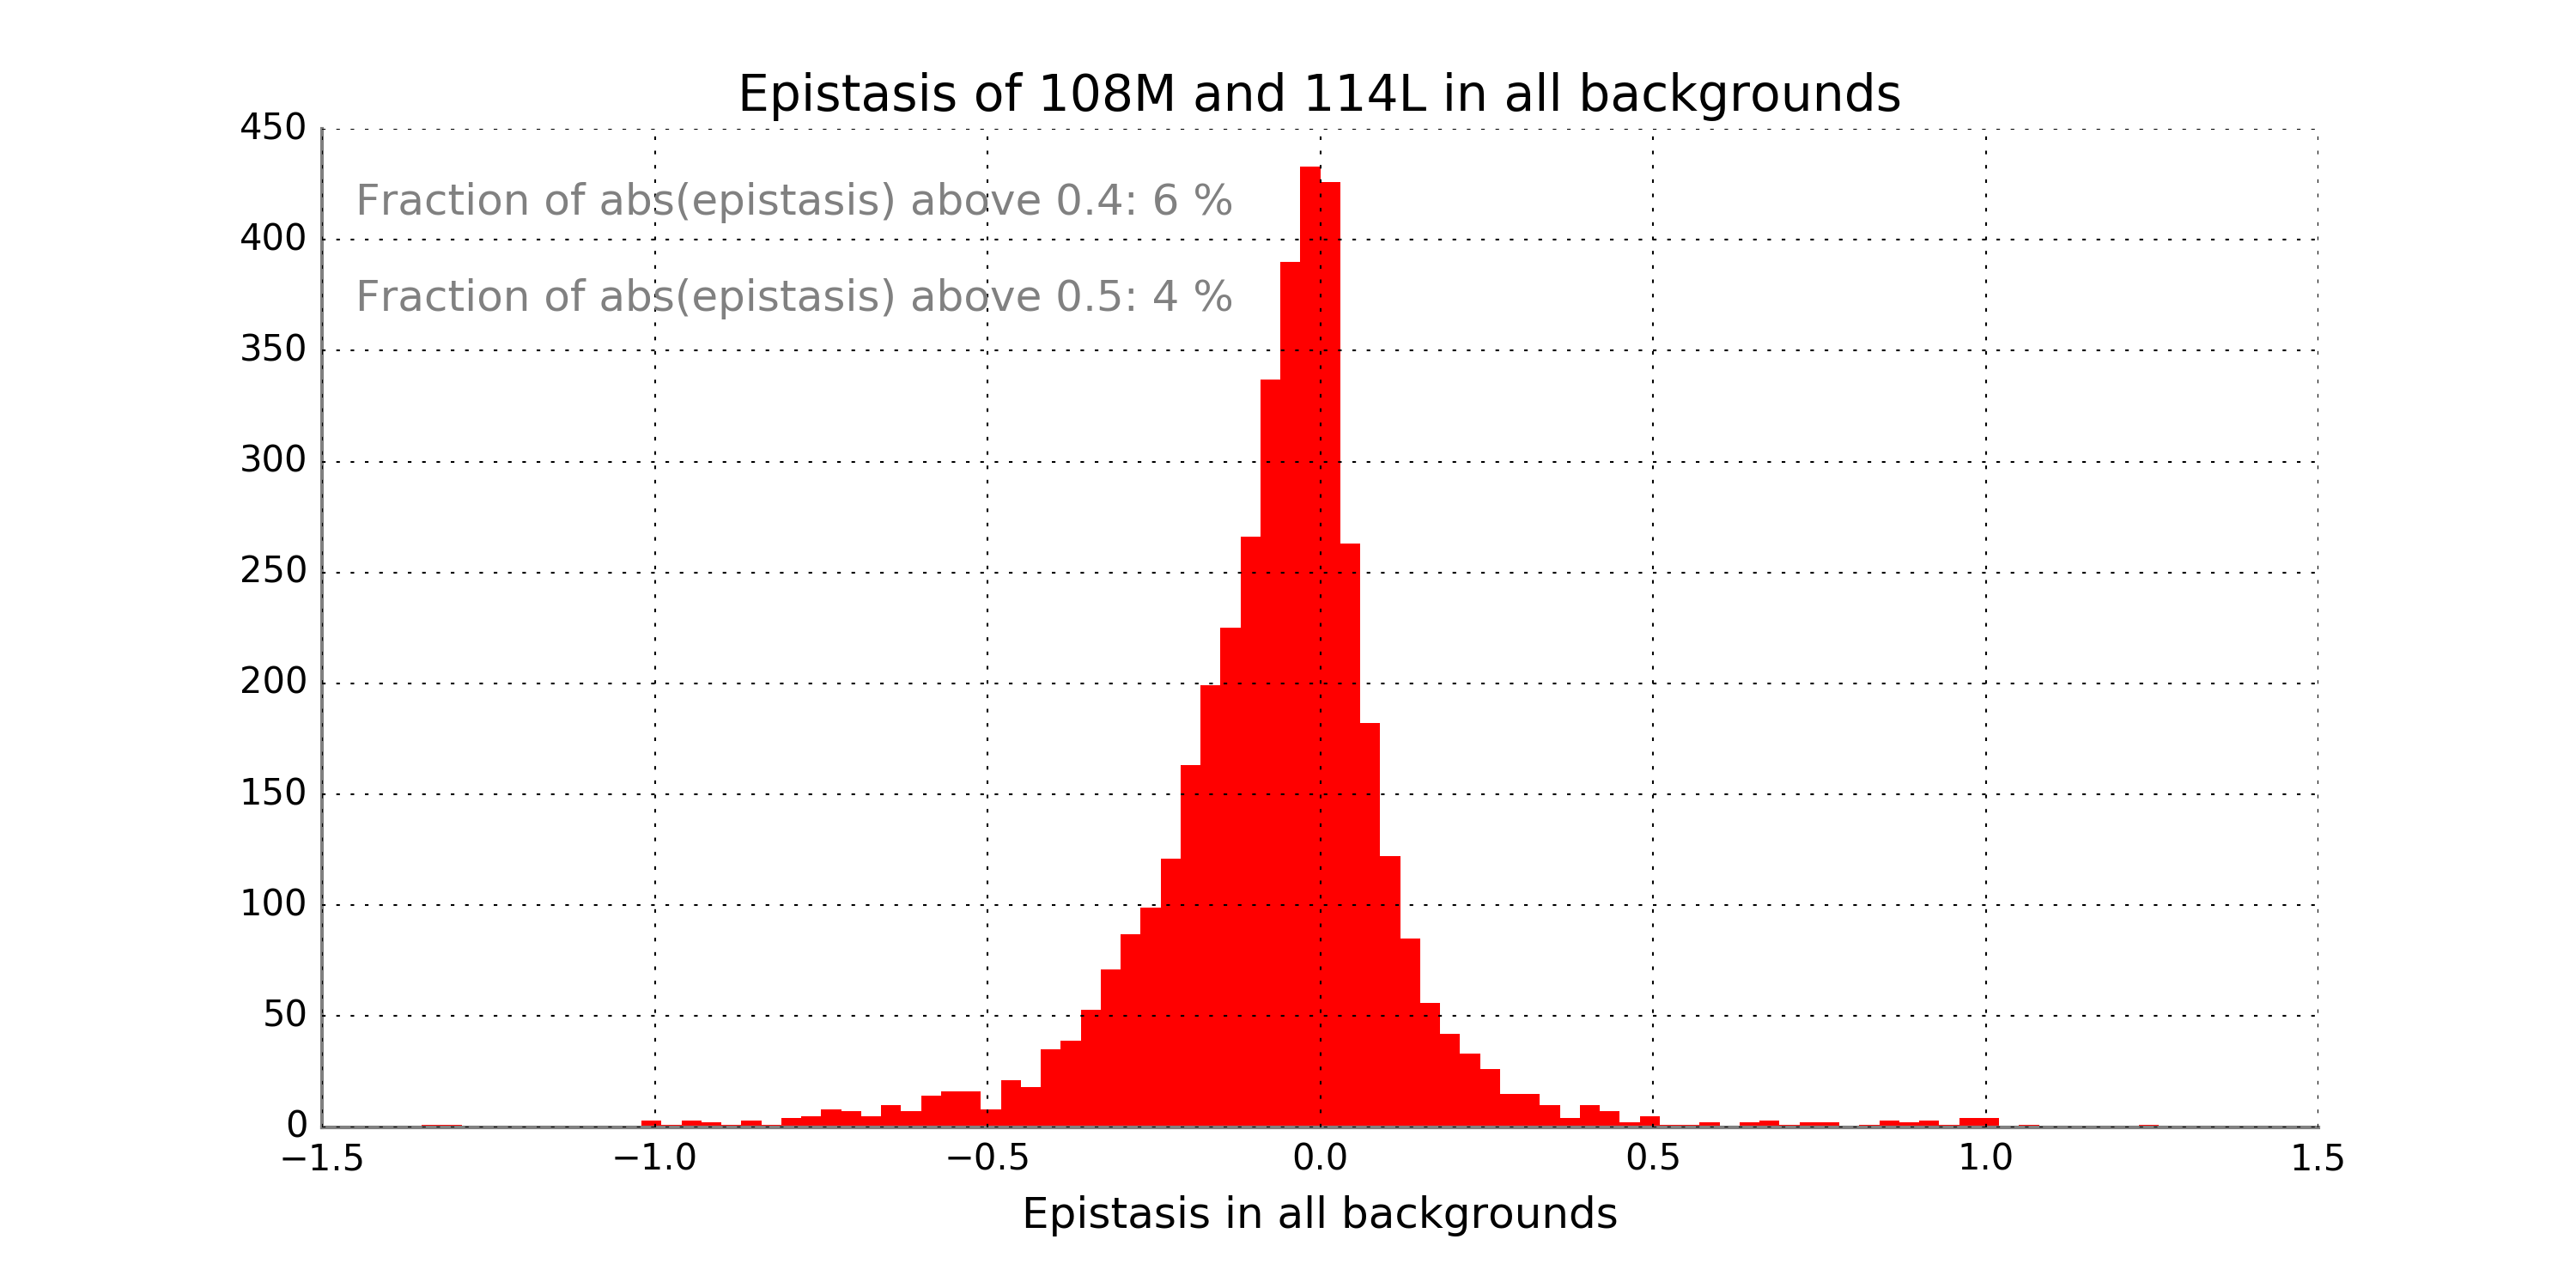 Epistasis of 108M and 114L in all backgrounds
450
Fraction of abs(epistasis) above 0.4: 6 %
400
Fraction of abs(epistasis) above 0.5: 4 %
350
300
250
200
150
100
50
0
−1.5 −1.0 −0.5 0.0 0.5 1.0 1.5
Epistasis in all backgrounds